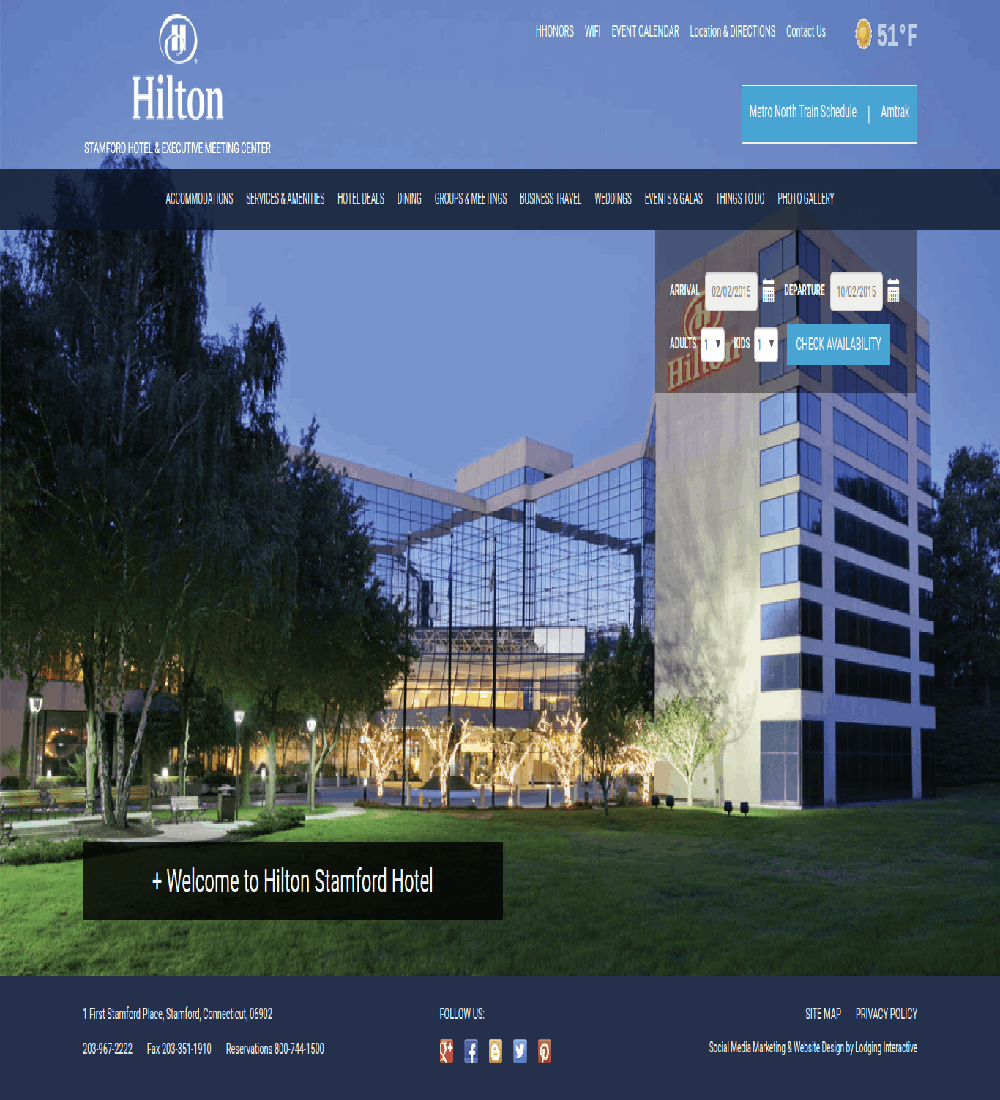 HHONORS WIFI EVENT CALENDAR Location & DIRECTIONS Contact Us 51°F
Hilton
Metro North Train Schedule | Amtrak
STAMFORD HOTEL & EXECUTIVE MEETING CENTER
ACCOMMODATIONS SERVICES & AMENITIES HOTEL DEALS DINING GROUPS & MEETINGS BUSINESS TRAVEL WEDDINGS EVENTS & GALAS THINGS TO DO PHOTO GALLERY
ARRIVAL 02/02/2015 DEPARTURE 10/02/2015
ADULTS 1 KIDS 1 CHECK AVAILABILITY
Hilton
+ Welcome to Hilton Stamford Hotel
1 First Stamford Place, Stamford, Connecticut, 06902
203-967-2222 Fax 203-351-1910 Reservations 800-744-1500
FOLLOW US:
SITE MAP PRIVACY POLICY
Social Media Marketing & Website Design by Lodging Interactive